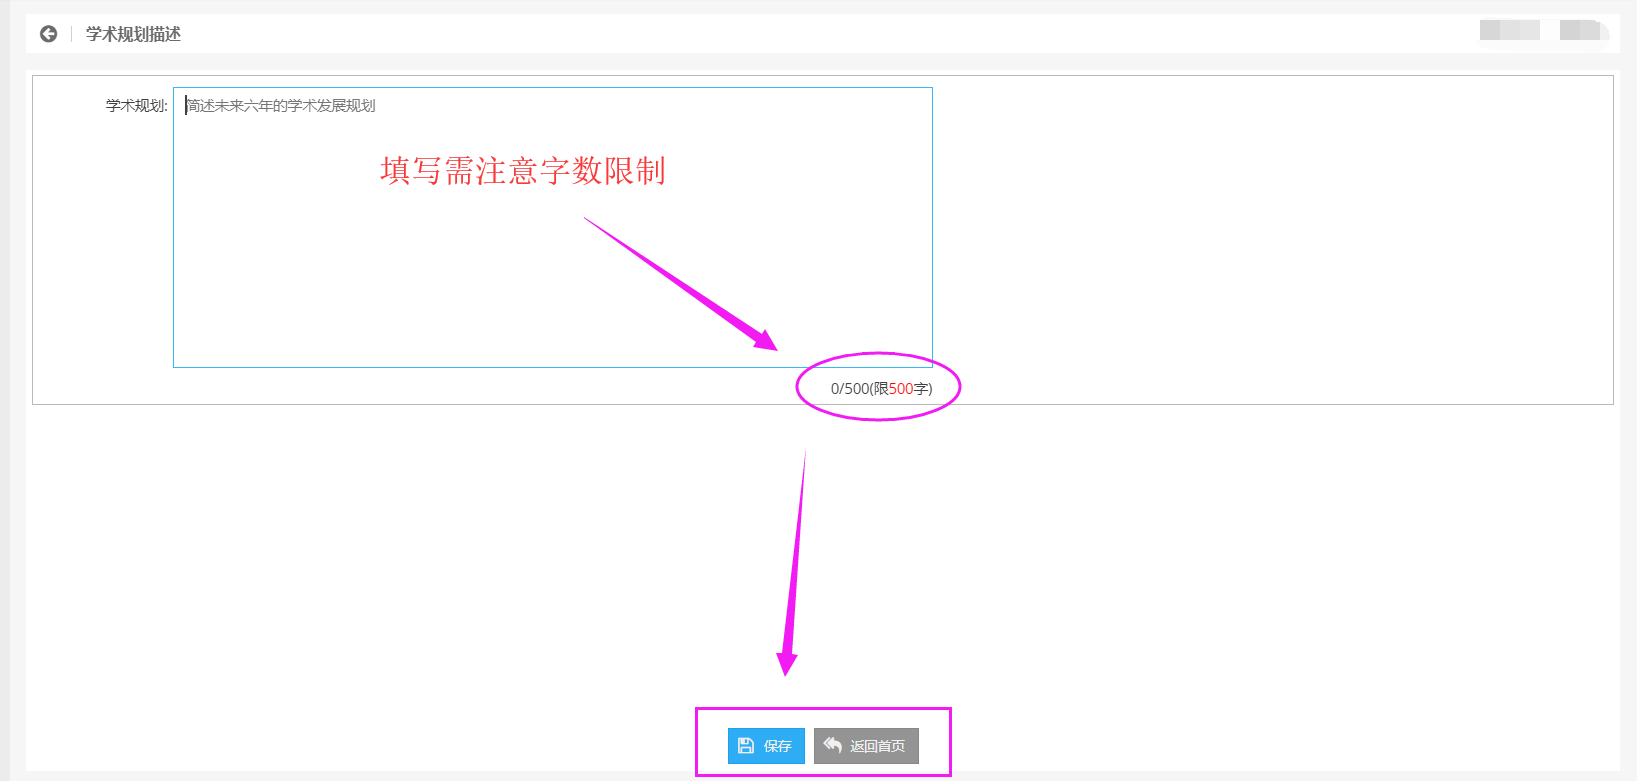 学术规划描述
学术规划:
简述未来六年的学术发展规划
填写需注意字数限制
0/500(限500字)
保存
返回首页